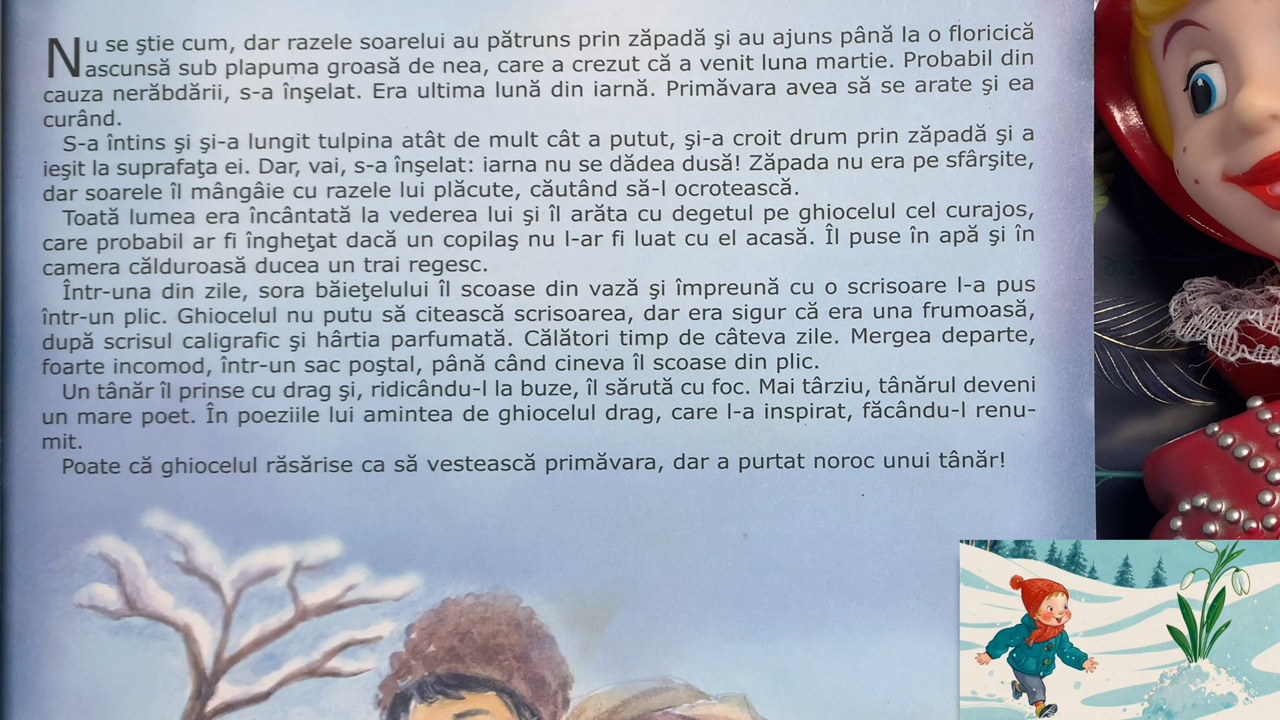 Nu se ştie cum, dar razele soarelui au pătruns prin zăpadă şi au ajuns până la o floricică
ascunsă sub plapuma groasă de nea, care a crezut că a venit luna martie. Probabil din
cauza nerăbdării, s-a înşelat. Era ultima lună din iarnă. Primăvara avea să se arate şi ea
curând.
S-a întins şi şi-a lungit tulpina atât de mult cât a putut, şi-a croit drum prin zăpadă şi a
ieşit la suprafaţa ei. Dar, vai, s-a înşelat: iarna nu se dădea dusă! Zăpada nu era pe sfârşite,
dar soarele îl mângâie cu razele lui plăcute, căutând să-l ocrotească.
Toată lumea era încântată la vederea lui şi îl arăta cu degetul pe ghiocelul cel curajos,
care probabil ar fi îngheţat dacă un copilaş nu l-ar fi luat cu el acasă. Îl puse în apă şi în
camera călduroasă ducea un trai regesc.
Într-una din zile, sora băieţelului îl scoase din vază şi împreună cu o scrisoare l-a pus
într-un plic. Ghiocelul nu putu să citească scrisoarea, dar era sigur că era una frumoasă,
după scrisul caligrafic şi hârtia parfumată. Călători timp de câteva zile. Mergea departe,
foarte incomod, într-un sac poştal, până când cineva îl scoase din plic.
Un tânăr îl prinse cu drag şi, ridicându-l la buze, îl sărută cu foc. Mai târziu, tânărul deveni
un mare poet. În poeziile lui amintea de ghiocelul drag, care l-a inspirat, făcându-l renu-
mit.
Poate că ghiocelul răsărise ca să vestească primăvara, dar a purtat noroc unui tânăr!